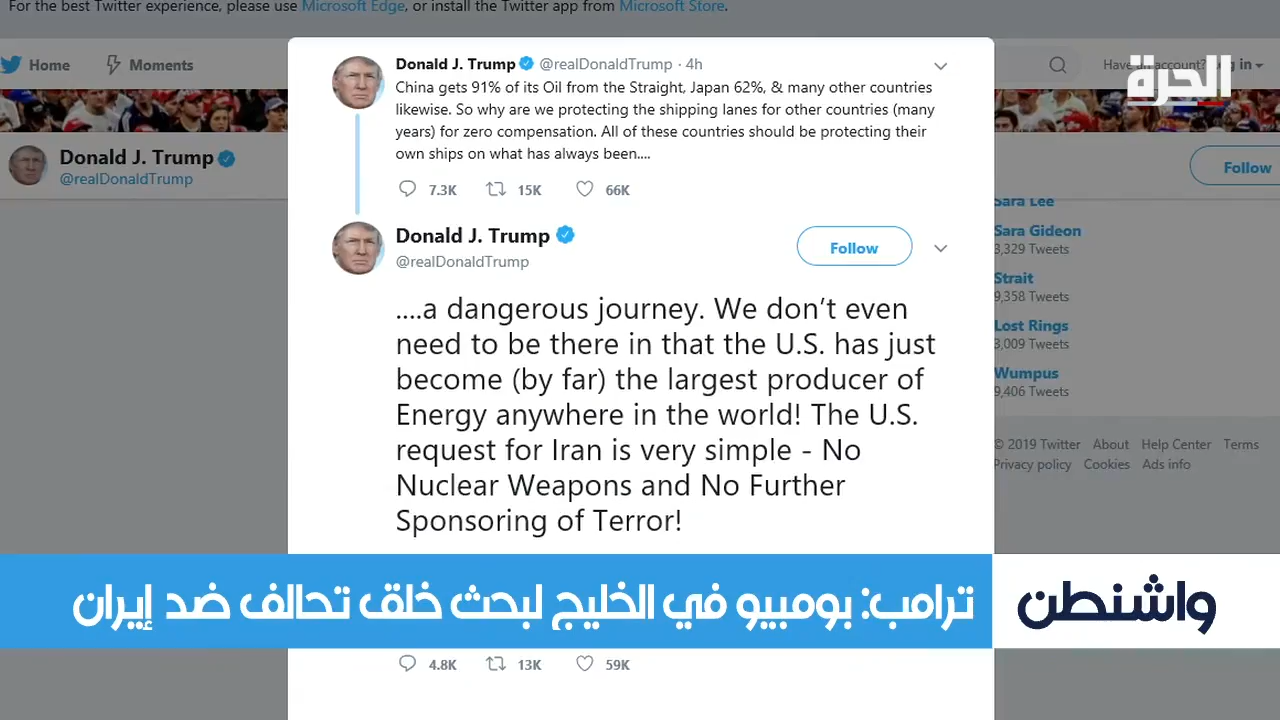 For the best Twitter experience, please use Microsoft Edge, or install the Twitter app from Microsoft Store.
Home Moments
الحرة
Donald J. Trump
@realDonaldTrump
Follow
Donald J. Trump @realDonaldTrump · 4h
China gets 91% of its Oil from the Straight, Japan 62%, & many other countries
likewise. So why are we protecting the shipping lanes for other countries (many
years) for zero compensation. All of these countries should be protecting their
own ships on what has always been....
7.3K 15K 66K
Donald J. Trump
@realDonaldTrump
Follow
....a dangerous journey. We don’t even
need to be there in that the U.S. has just
become (by far) the largest producer of
Energy anywhere in the world! The U.S.
request for Iran is very simple - No
Nuclear Weapons and No Further
Sponsoring of Terror!
4.8K 13K 59K
Sara Lee
Sara Gideon
3,329 Tweets
Strait
9,358 Tweets
Lost Rings
3,009 Tweets
Wumpus
9,406 Tweets
© 2019 Twitter About Help Center Terms
Privacy policy Cookies Ads info
واشنطن
ترامب: بومبيو في الخليج لبحث خلق تحالف ضد إيران